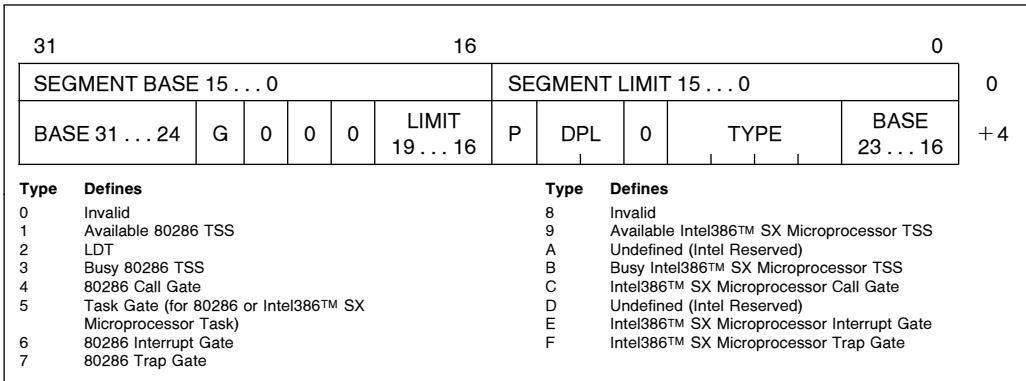 31 16 0
SEGMENT BASE 15 . . . 0 SEGMENT LIMIT 15 . . . 0 0
BASE 31 . . . 24 G 0 0 0 LIMIT 19 . . . 16 P DPL 0 TYPE BASE 23 . . . 16 +4
Type Defines
0 Invalid
1 Available 80286 TSS
2 LDT
3 Busy 80286 TSS
4 80286 Call Gate
5 Task Gate (for 80286 or Intel386™ SX
Microprocessor Task)
6 80286 Interrupt Gate
7 80286 Trap Gate
Type Defines
8 Invalid
9 Available Intel386™ SX Microprocessor TSS
A Undefined (Intel Reserved)
B Busy Intel386™ SX Microprocessor TSS
C Intel386™ SX Microprocessor Call Gate
D Undefined (Intel Reserved)
E Intel386™ SX Microprocessor Interrupt Gate
F Intel386™ SX Microprocessor Trap Gate